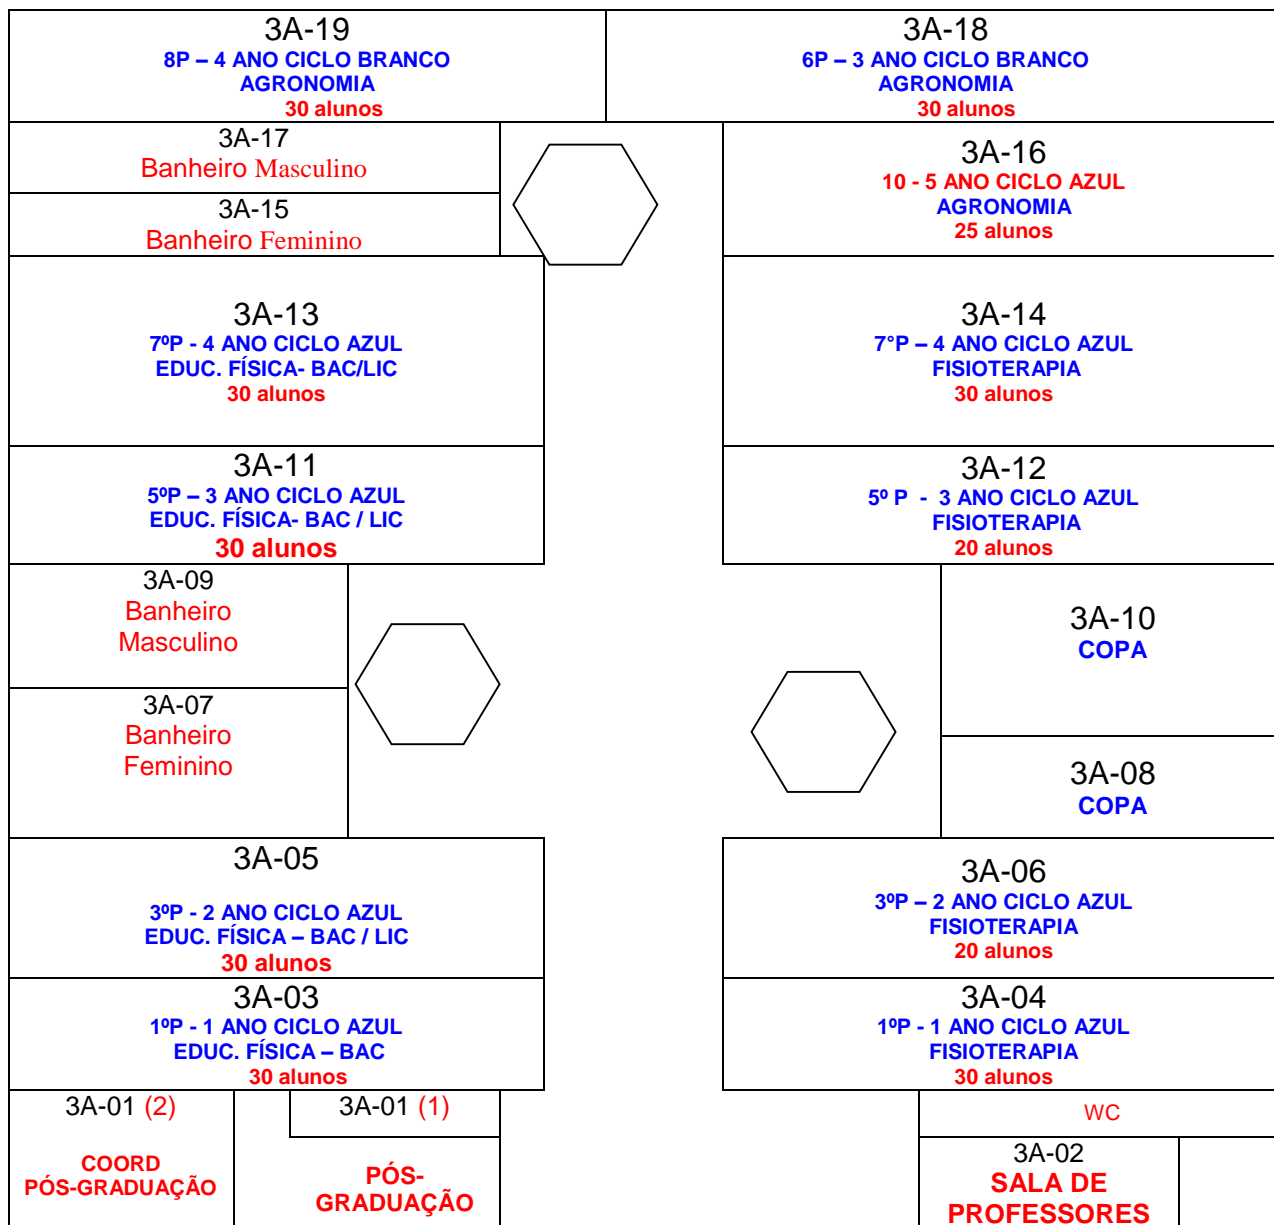 3A-19
8P – 4 ANO CICLO BRANCO
AGRONOMIA
30 alunos
3A-18
6P – 3 ANO CICLO BRANCO
AGRONOMIA
30 alunos
3A-17
Banheiro Masculino
3A-15
Banheiro Feminino
3A-16
10 - 5 ANO CICLO AZUL
AGRONOMIA
25 alunos
3A-13
7ºP - 4 ANO CICLO AZUL
EDUC. FÍSICA- BAC/LIC
30 alunos
3A-14
7°P – 4 ANO CICLO AZUL
FISIOTERAPIA
30 alunos
3A-11
5ºP – 3 ANO CICLO AZUL
EDUC. FÍSICA- BAC / LIC
30 alunos
3A-12
5º P - 3 ANO CICLO AZUL
FISIOTERAPIA
20 alunos
3A-09
Banheiro
Masculino
3A-07
Banheiro
Feminino
3A-10
COPA
3A-08
COPA
3A-05
3ºP - 2 ANO CICLO AZUL
EDUC. FÍSICA – BAC / LIC
30 alunos
3A-06
3ºP – 2 ANO CICLO AZUL
FISIOTERAPIA
20 alunos
3A-03
1ºP - 1 ANO CICLO AZUL
EDUC. FÍSICA – BAC
30 alunos
3A-04
1ºP - 1 ANO CICLO AZUL
FISIOTERAPIA
30 alunos
3A-01 (2)
COORD
PÓS-GRADUAÇÃO
3A-01 (1)
PÓS-
GRADUAÇÃO
WC
3A-02
SALA DE
PROFESSORES